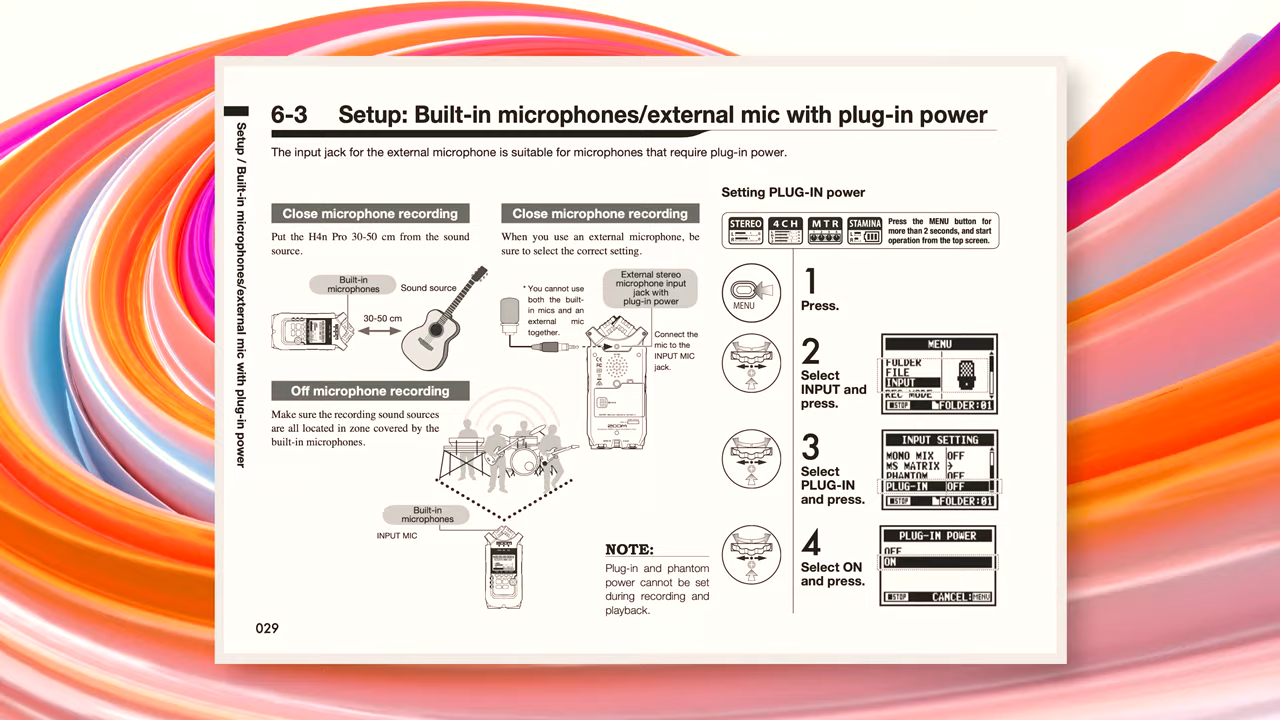 6-3 Setup: Built-in microphones/external mic with plug-in power
Setup / Built-in microphones/external mic with plug-in power
The input jack for the external microphone is suitable for microphones that require plug-in power.
Close microphone recording
Put the H4n Pro 30-50 cm from the sound
source.
Built-in
microphones
Sound source
30-50 cm
Off microphone recording
Make sure the recording sound sources
are all located in zone covered by the
built-in microphones.
Built-in
microphones
INPUT MIC
Close microphone recording
When you use an external microphone, be
sure to select the correct setting.
* You cannot use
both the built-
in mics and an
external mic
together.
External stereo
microphone input
jack with
plug-in power
Connect the
mic to the
INPUT MIC
jack.
ZOOM
NOTE:
Plug-in and phantom
power cannot be set
during recording and
playback.
Setting PLUG-IN power
STEREO
4CH
MTR
STAMINA
Press the MENU button for
more than 2 seconds, and start
operation from the top screen.
MENU
1
Press.
2
Select
INPUT and
press.
MENU
FOLDER
FILE
INPUT
REC MODE
STOP FOLDER:01
3
Select
PLUG-IN
and press.
INPUT SETTING
MONO MIX OFF
MS MATRIX
PHANTOM OFF
PLUG-IN OFF
STOP FOLDER:01
4
Select ON
and press.
PLUG-IN POWER
OFF
ON
STOP CANCEL:MENU
029